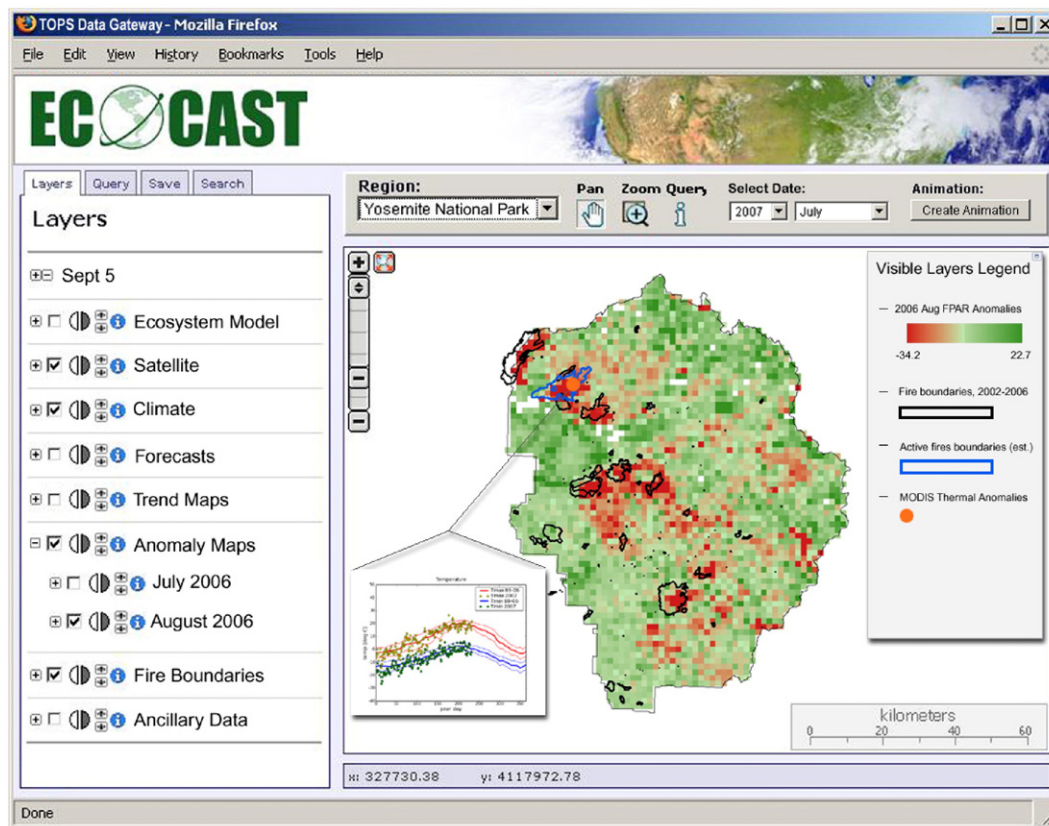 TOPS Data Gateway - Mozilla Firefox
File Edit View History Bookmarks Tools Help
ECOCAST
Layers Query Save Search
Layers
Sept 5
Ecosystem Model
Satellite
Climate
Forecasts
Trend Maps
Anomaly Maps
July 2006
August 2006
Fire Boundaries
Ancillary Data
Region:
Yosemite National Park
Pan Zoom Query
Select Date:
2007 July
Animation:
Create Animation
Visible Layers Legend
2006 Aug FPAR Anomalies
-34.2 22.7
Fire boundaries, 2002-2006
Active fires boundaries (est.)
MODIS Thermal Anomalies
Temperature
year day
kilometers
0 20 40 60
x: 327730.38 y: 4117972.78
Done